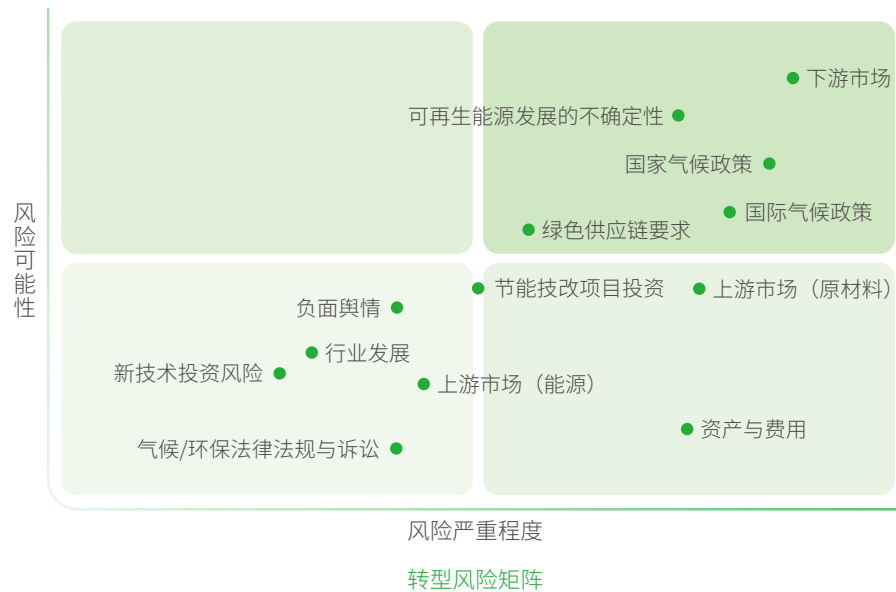 下游市场
可再生能源发展的不确定性
国家气候政策
国际气候政策
绿色供应链要求
风险可能性
节能技改项目投资
上游市场（原材料）
负面舆情
行业发展
新技术投资风险
上游市场（能源）
资产与费用
气候/环保法律法规与诉讼
风险严重程度
转型风险矩阵